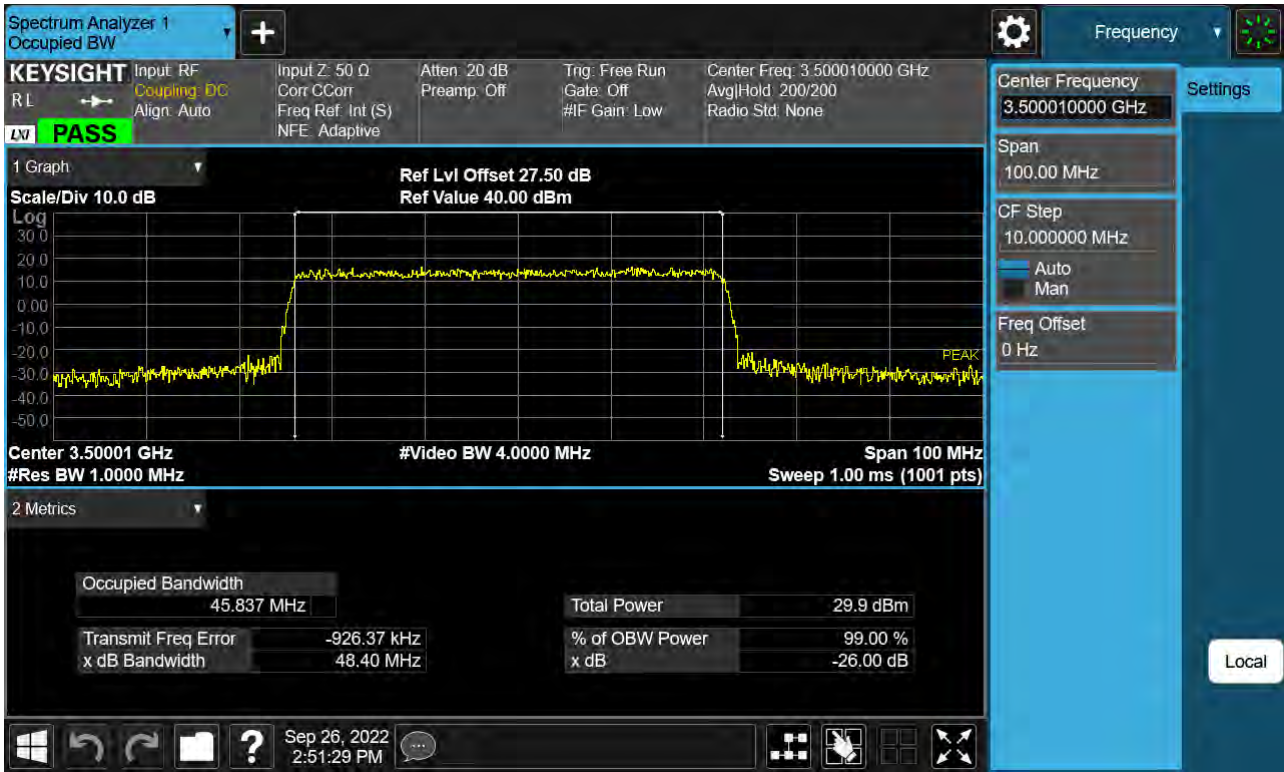 Spectrum Analyzer 1
Occupied BW
+
Frequency
KEYSIGHT
RL
LXI PASS
Input: RF
Coupling: DC
Align: Auto
Input Z: 50 Ω
Corr CCorr
Freq Ref: Int (S)
NFE: Adaptive
Atten: 20 dB
Preamp: Off
Trig: Free Run
Gate: Off
#IF Gain: Low
Center Freq: 3.500010000 GHz
Avg|Hold: 200/200
Radio Std: None
Center Frequency
3.500010000 GHz
Settings
Span
100.00 MHz
CF Step
10.000000 MHz
Auto
Man
Freq Offset
0 Hz
1 Graph
Ref Lvl Offset 27.50 dB
Scale/Div 10.0 dB
Ref Value 40.00 dBm
Log
30.0
20.0
10.0
0.00
-10.0
-20.0
-30.0
-40.0
-50.0
PEAK
Center 3.50001 GHz
#Video BW 4.0000 MHz
Span 100 MHz
#Res BW 1.0000 MHz
Sweep 1.00 ms (1001 pts)
2 Metrics
Occupied Bandwidth
45.837 MHz
Total Power 29.9 dBm
Transmit Freq Error -926.37 kHz
% of OBW Power 99.00 %
x dB Bandwidth 48.40 MHz
x dB -26.00 dB
Local
?
Sep 26, 2022
2:51:29 PM